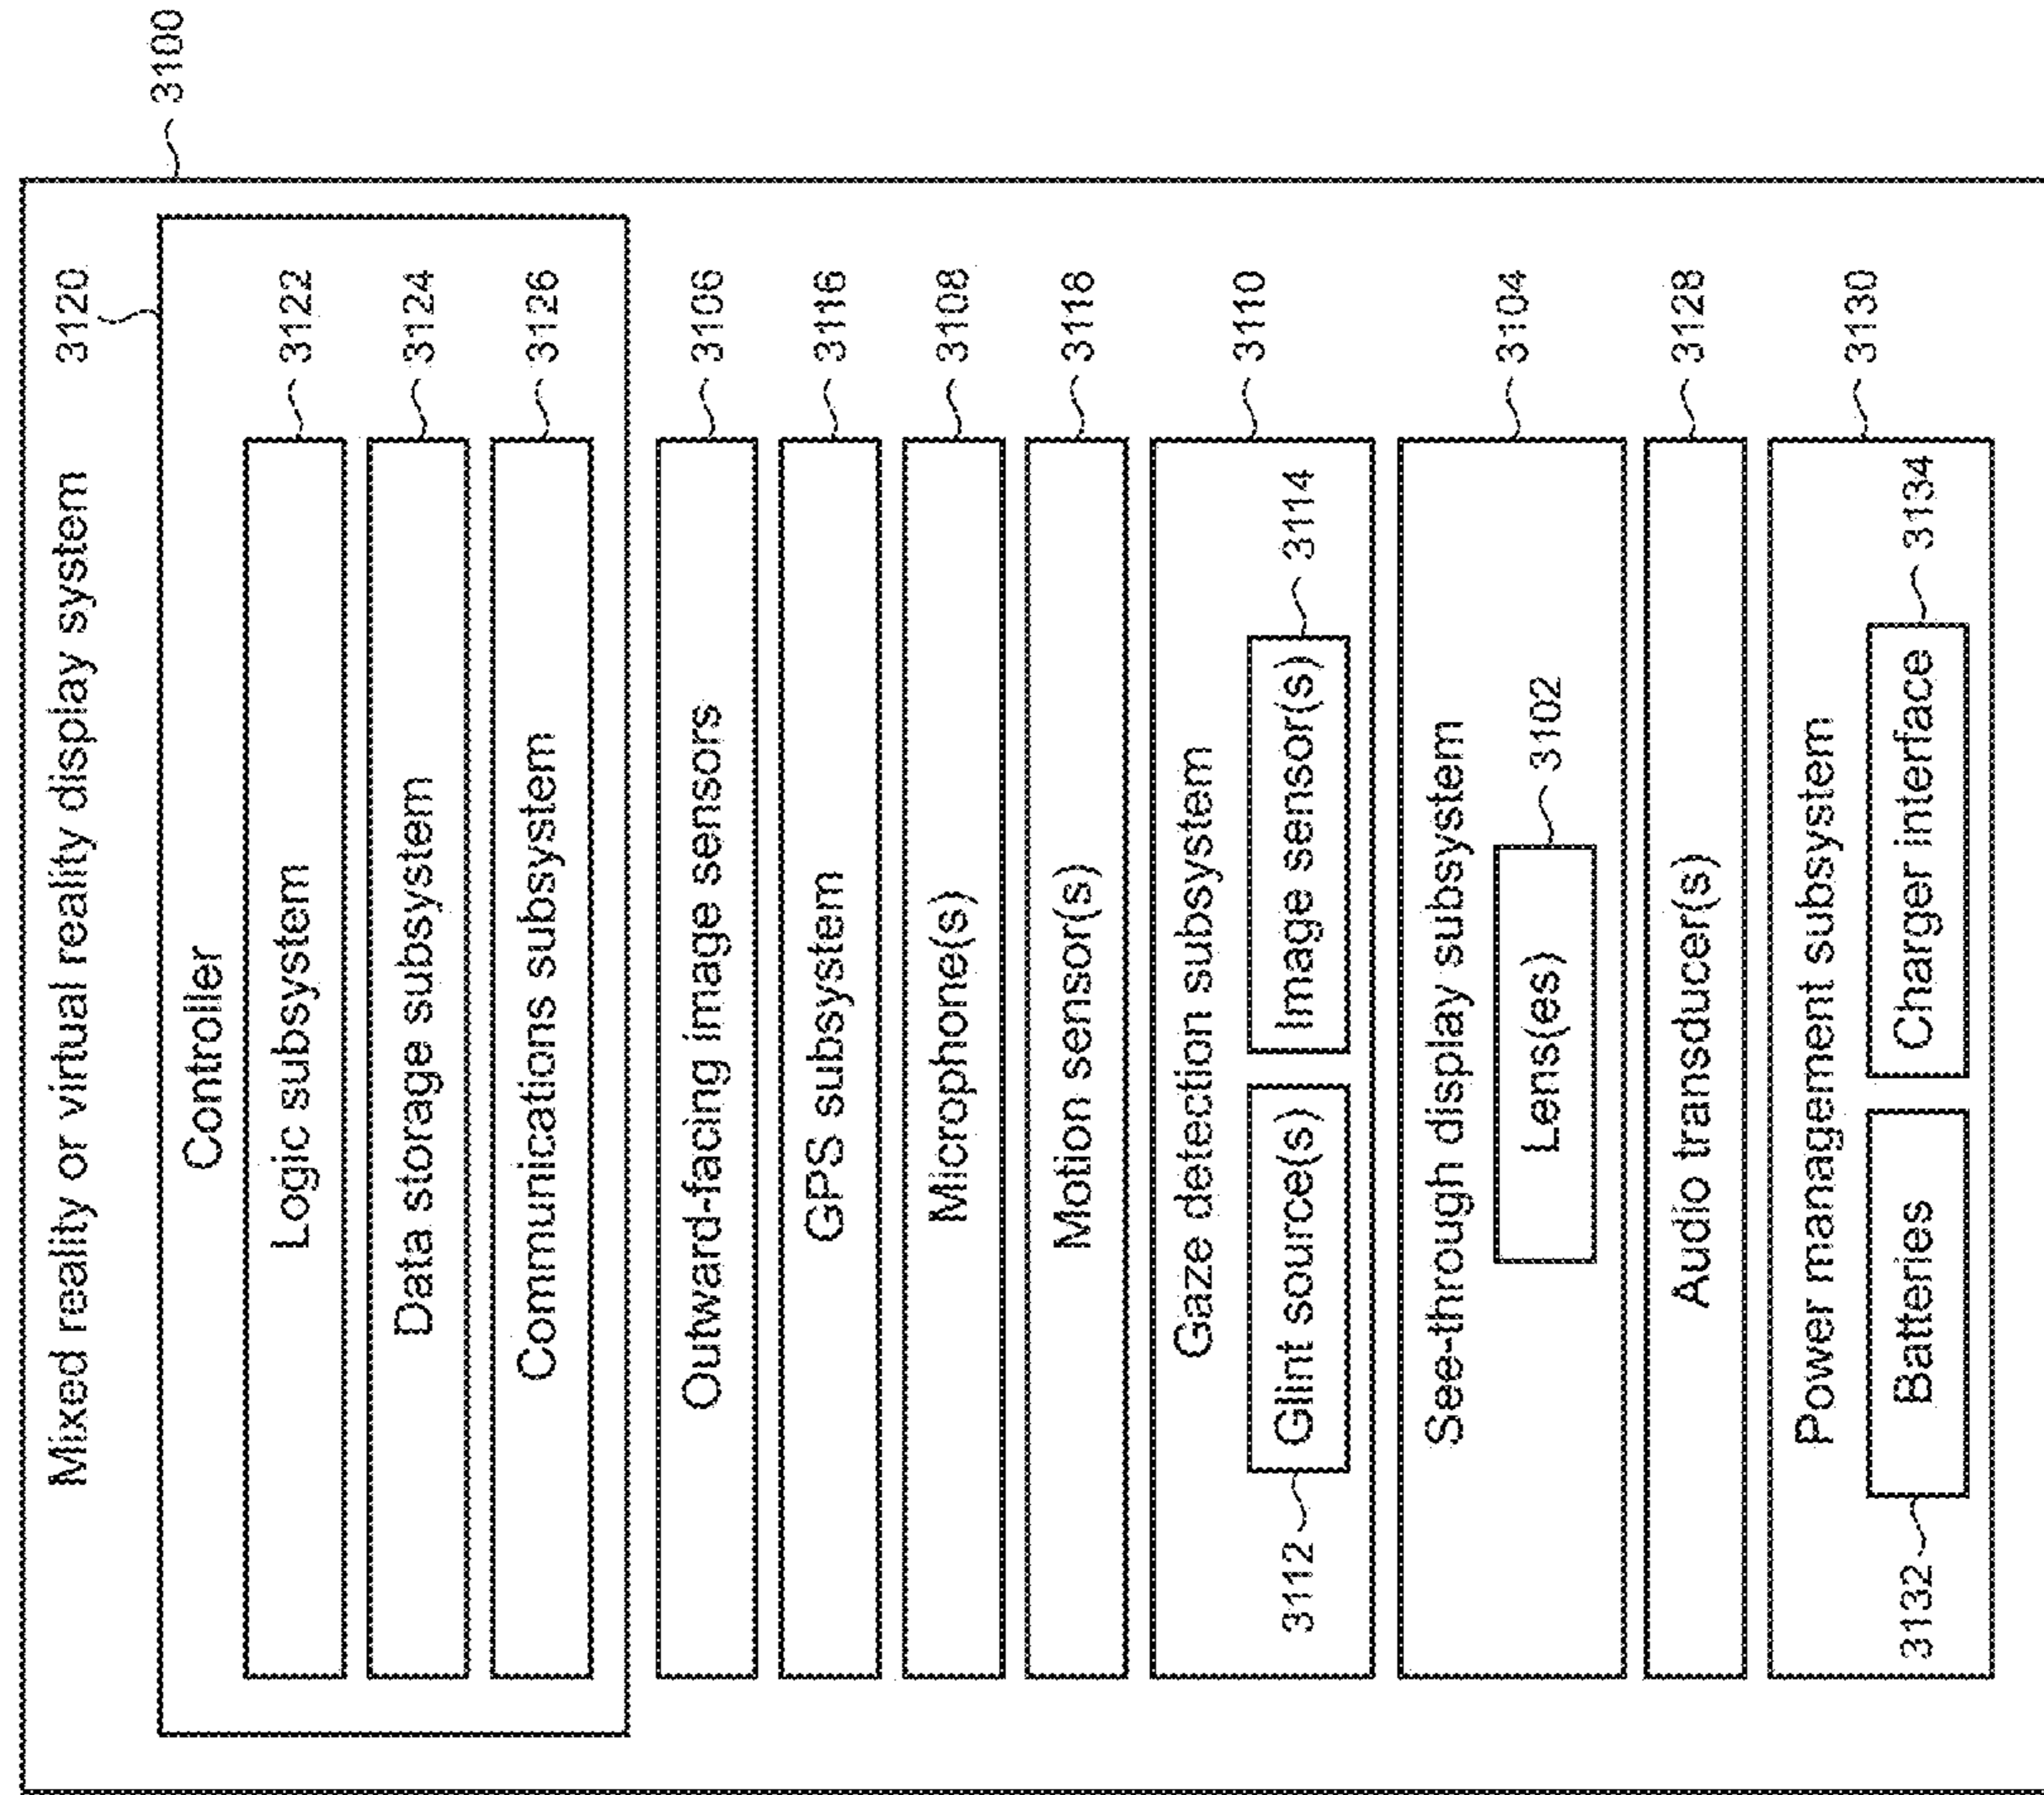 Mixed reality or virtual reality display system 3120
3100
Controller
Logic subsystem 3122
Data storage subsystem 3124
Communications subsystem 3126
Outward-facing image sensors 3106
GPS subsystem 3116
Microphone(s) 3108
Motion sensor(s) 3118
Gaze detection subsystem 3110
3112 Glint source(s) Image sensor(s) 3114
See-through display subsystem 3104
Lens(es) 3102
Audio transducer(s) 3128
Power management subsystem 3130
3132 Batteries Charger interface 3134